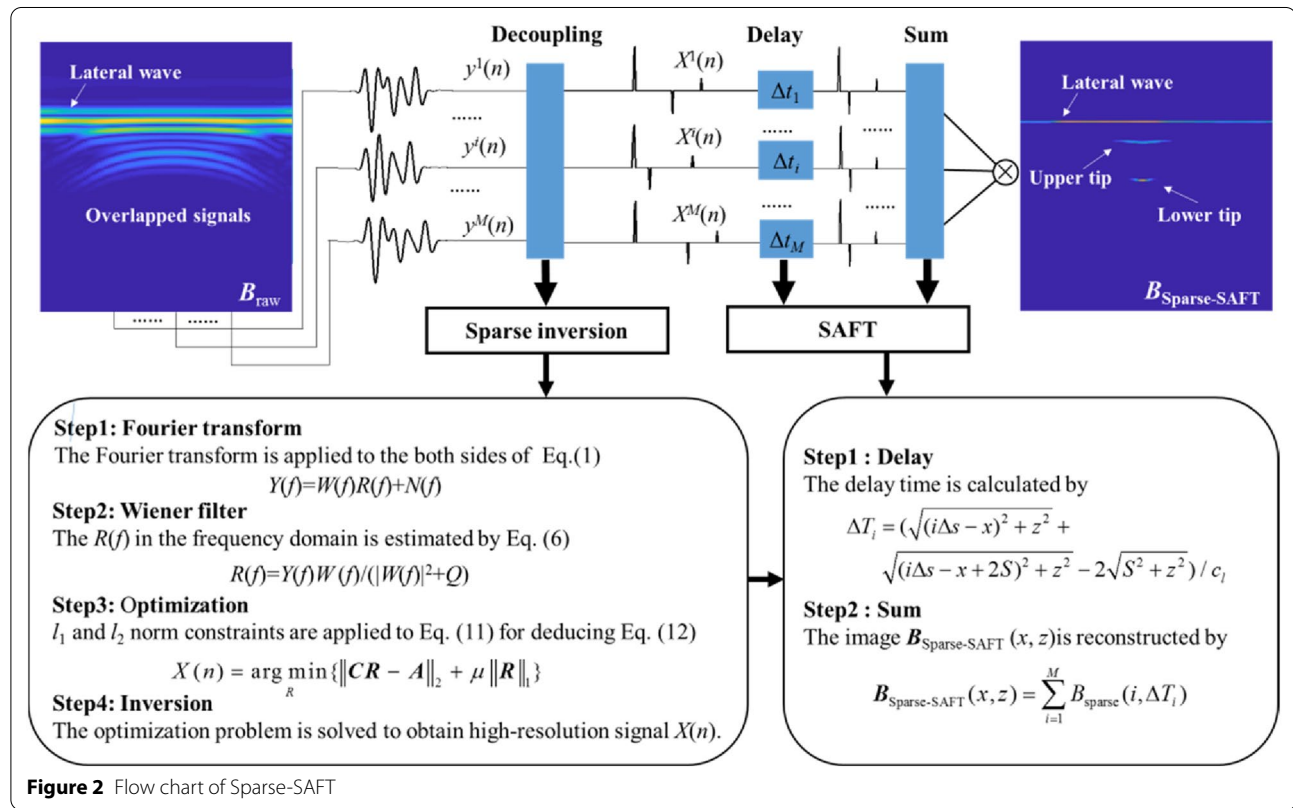 Decoupling
Delay
Sum
Lateral wave
Overlapped signals
B_raw
......
......
y^1(n)
......
y^i(n)
......
y^M(n)
X^1(n)
X^i(n)
X^M(n)
Δt_1
......
Δt_i
......
Δt_M
......
......
Lateral wave
Upper tip
Lower tip
B_Sparse-SAFT
Sparse inversion
SAFT
Step1: Fourier transform
The Fourier transform is applied to the both sides of Eq.(1)
Y(f)=W(f)R(f)+N(f)
Step2: Wiener filter
The R(f) in the frequency domain is estimated by Eq. (6)
R(f)=Y(f)W(f)/(|W(f)|²+Q)
Step3: Optimization
l_1 and l_2 norm constraints are applied to Eq. (11) for deducing Eq. (12)
X(n) = arg min_R {‖CR − A‖_2 + μ‖R‖_1}
Step4: Inversion
The optimization problem is solved to obtain high-resolution signal X(n).
Step1 : Delay
The delay time is calculated by
ΔT_i = (√((iΔs − x)² + z²) +
√((iΔs − x + 2S)² + z²) − 2√(S² + z²)) / c_l
Step2 : Sum
The image B_Sparse-SAFT (x, z)is reconstructed by
B_Sparse-SAFT(x, z) = ∑_{i=1}^{M} B_sparse(i, ΔT_i)
Figure 2 Flow chart of Sparse-SAFT